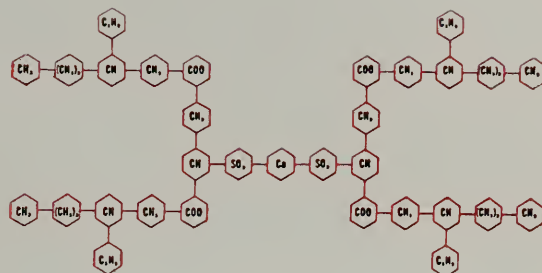 C₂H₅ C₂H₅
CH₃ (CH₂)₃ CH CH₂ COO COO CH₂ CH (CH₂)₃ CH₃
CH₂ CH₂
CH SO₃ Ca SO₃ CH
CH₃ (CH₂)₃ CH CH₂ COO COO CH₂ CH (CH₂)₃ CH₃
C₂H₅ C₂H₅